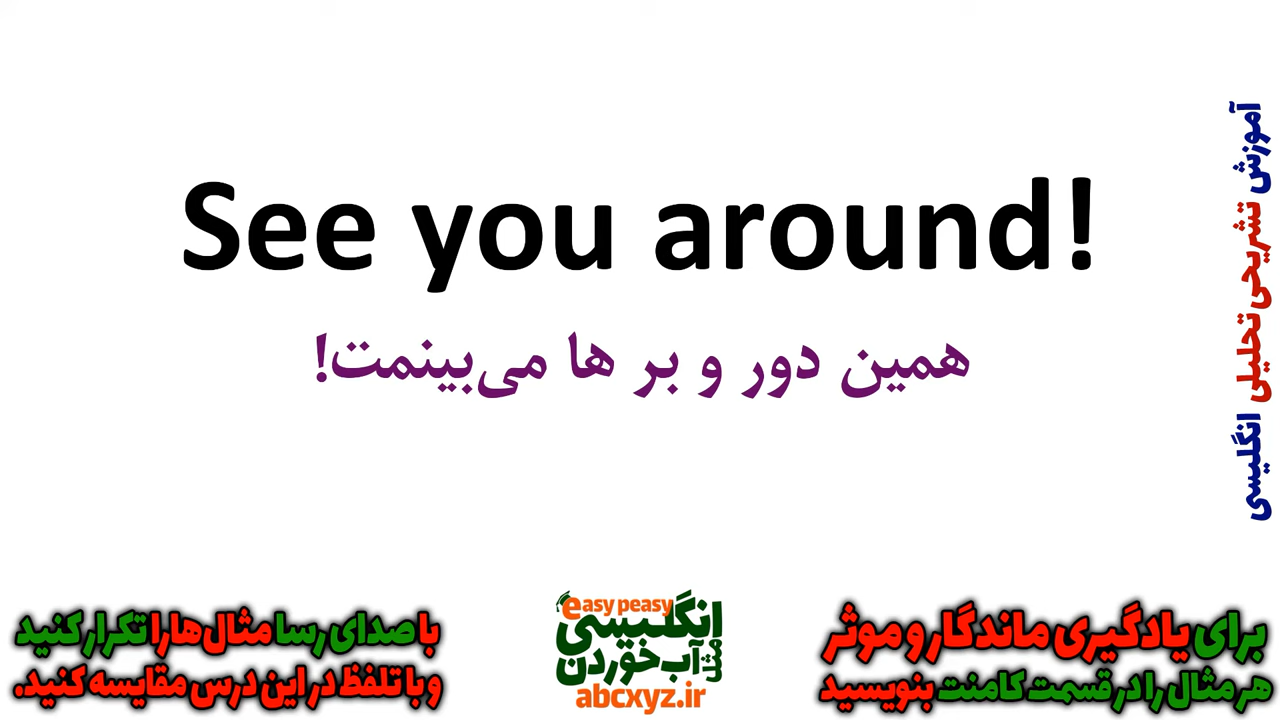 See you around!
همین دور و بر ها می‌بینمت!
آموزش تشریحی تحلیلی انگلیسی
برای یادگیری ماندگار و موثر
هر مثال را در قسمت کامنت بنویسید
easy peasy
انگلیسی
مثل آب خوردن
abcxyz.ir
با صدای رسا مثال‌ها را تکرار کنید
و با تلفظ در این درس مقایسه کنید.